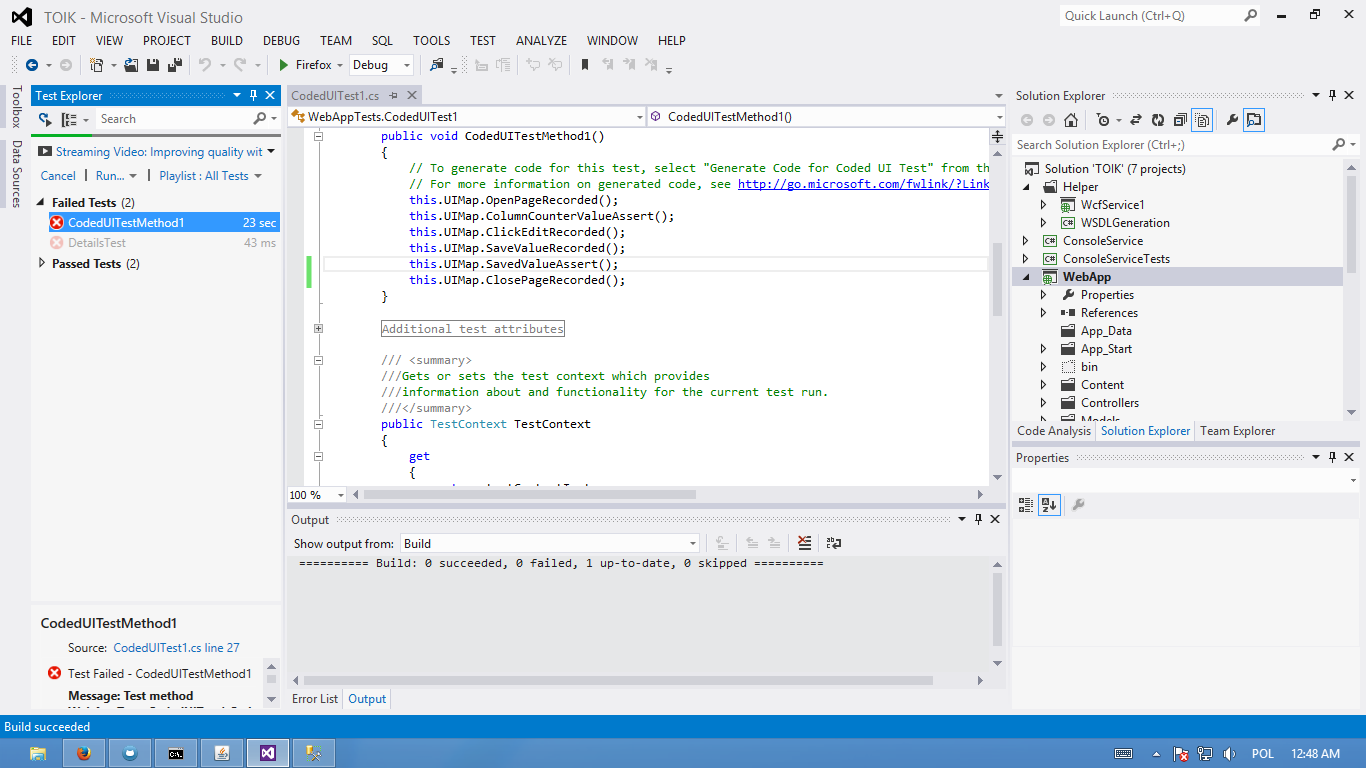 TOIK - Microsoft Visual Studio
Quick Launch (Ctrl+Q)
FILE EDIT VIEW PROJECT BUILD DEBUG TEAM SQL TOOLS TEST ANALYZE WINDOW HELP
Firefox Debug
Toolbox
Data Sources
Test Explorer
Search
Streaming Video: Improving quality wit
Cancel Run... Playlist : All Tests
Failed Tests (2)
CodedUITestMethod1 23 sec
DetailsTest 43 ms
Passed Tests (2)
CodedUITestMethod1
Source: CodedUITest1.cs line 27
Test Failed - CodedUITestMethod1
Message: Test method
CodedUITest1.cs
WebAppTests.CodedUITest1 CodedUITestMethod1()
public void CodedUITestMethod1()
{
// To generate code for this test, select "Generate Code for Coded UI Test" from th
// For more information on generated code, see http://go.microsoft.com/fwlink/?Link
this.UIMap.OpenPageRecorded();
this.UIMap.ColumnCounterValueAssert();
this.UIMap.ClickEditRecorded();
this.UIMap.SaveValueRecorded();
this.UIMap.SavedValueAssert();
this.UIMap.ClosePageRecorded();
}
Additional test attributes
/// <summary>
///Gets or sets the test context which provides
///information about and functionality for the current test run.
///</summary>
public TestContext TestContext
{
get
{
100 %
Output
Show output from: Build
========== Build: 0 succeeded, 0 failed, 1 up-to-date, 0 skipped ==========
Error List Output
Solution Explorer
Search Solution Explorer (Ctrl+;)
Solution 'TOIK' (7 projects)
Helper
WcfService1
WSDLGeneration
ConsoleService
ConsoleServiceTests
WebApp
Properties
References
App_Data
App_Start
bin
Content
Controllers
Models
Code Analysis Solution Explorer Team Explorer
Properties
Build succeeded
POL 12:48 AM